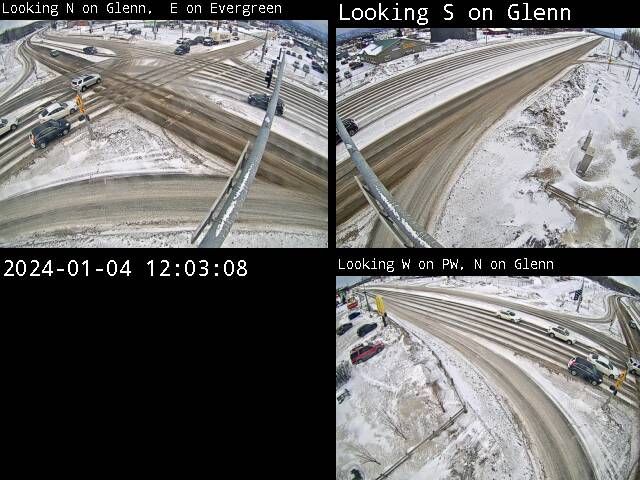 Looking N on Glenn, E on Evergreen
Looking S on Glenn
2024-01-04 12:03:08
Looking W on PW, N on Glenn